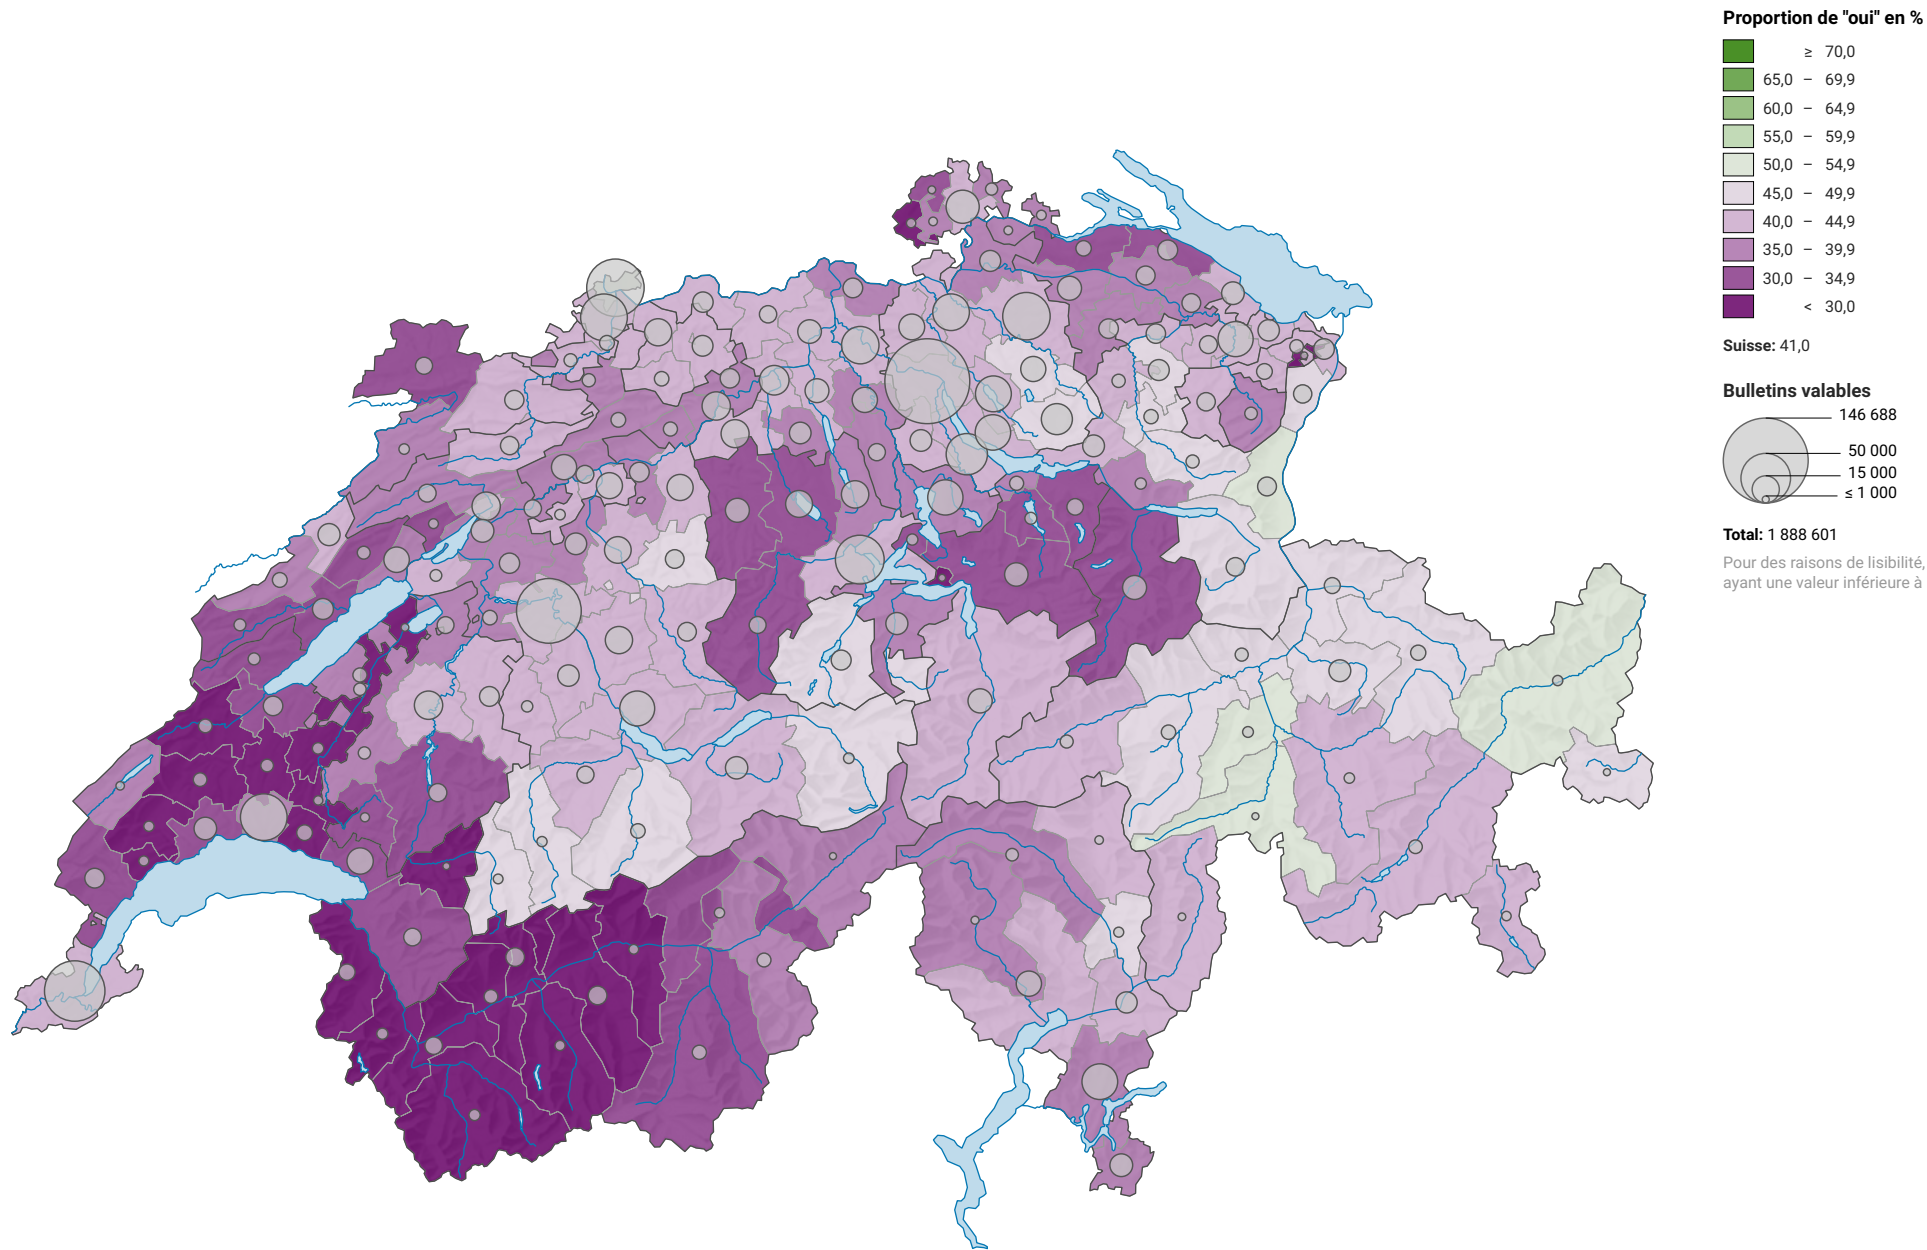 Proportion de "oui" en %
≥ 70,0
65,0 – 69,9
60,0 – 64,9
55,0 – 59,9
50,0 – 54,9
45,0 – 49,9
40,0 – 44,9
35,0 – 39,9
30,0 – 34,9
< 30,0
Suisse: 41,0
Bulletins valables
146 688
50 000
15 000
≤ 1 000
Total: 1 888 601
Pour des raisons de lisibilité,
ayant une valeur inférieure à